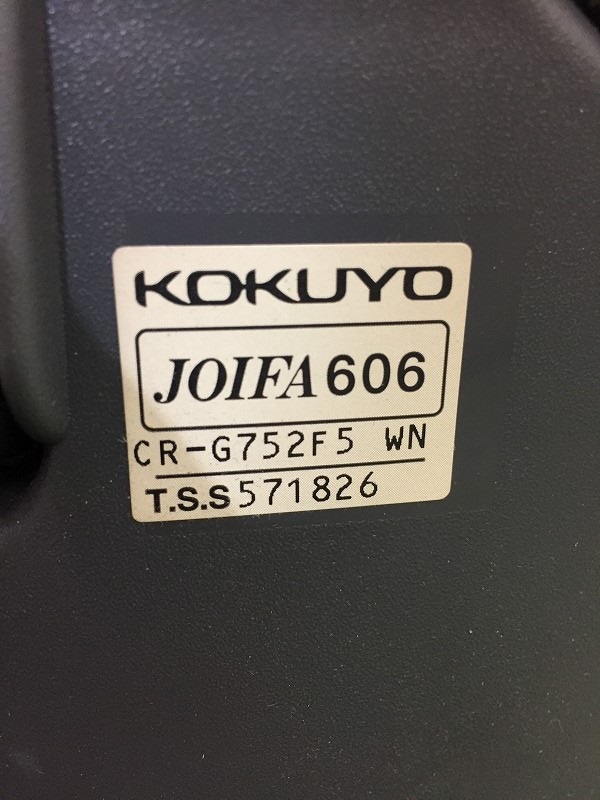 KOKUYO
JOIFA 606
CR-G752F5 WN
T.S.S 571826